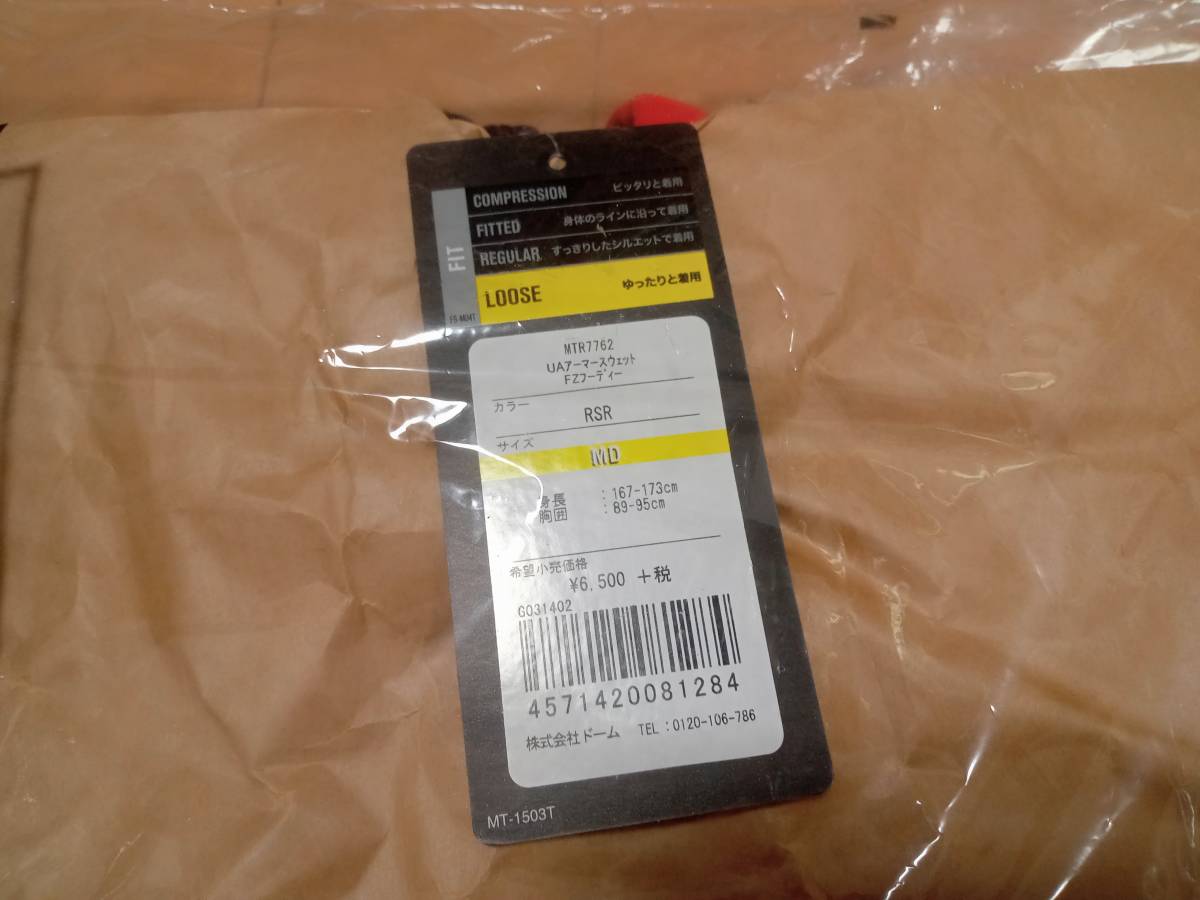 FIT
COMPRESSION ピッタリと着用
FITTED 身体のラインに沿って着用
REGULAR すっきりしたシルエットで着用
LOOSE ゆったりと着用
MTR7762
UAアーマースウェット
FZフーディー
カラー
RSR
サイズ
MD
身長 : 167-173cm
胸囲 : 89-95cm
希望小売価格
¥6,500 +税
G031402
4571420081284
株式会社ドーム TEL:0120-106-786
MT-1503T